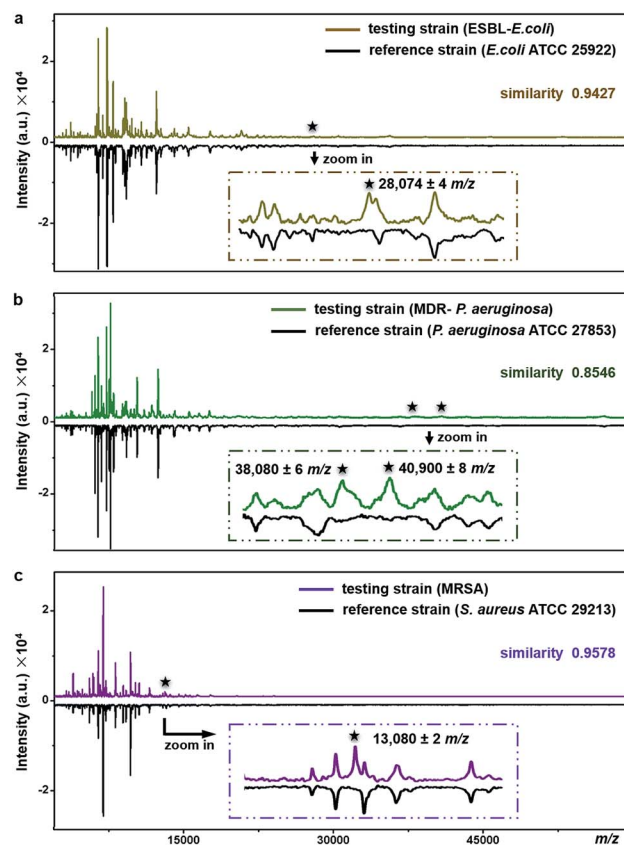 a
testing strain (ESBL-E.coli)
reference strain (E.coli ATCC 25922)
similarity 0.9427
Intensity (a.u.) ×10⁴
2
0
-2
★
zoom in
★ 28,074 ± 4 m/z
b
testing strain (MDR- P. aeruginosa)
reference strain (P. aeruginosa ATCC 27853)
similarity 0.8546
Intensity (a.u.) ×10⁴
2
0
-2
★ ★
zoom in
38,080 ± 6 m/z ★ ★ 40,900 ± 8 m/z
c
testing strain (MRSA)
reference strain (S. aureus ATCC 29213)
similarity 0.9578
Intensity (a.u.) ×10⁴
2
0
-2
★
zoom in
★ 13,080 ± 2 m/z
15000 30000 45000 m/z